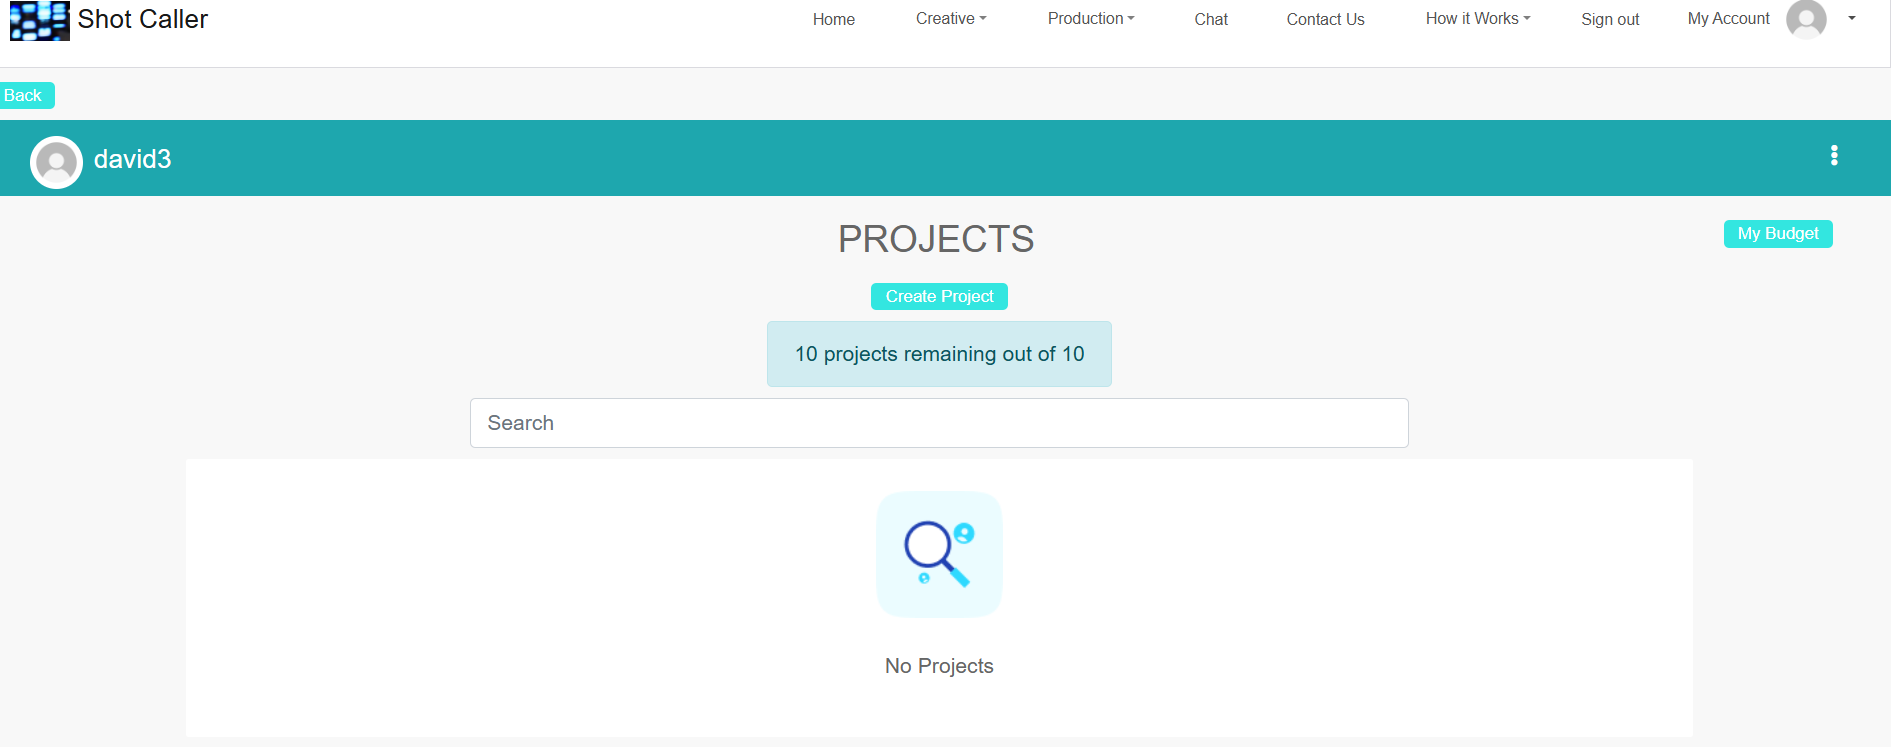 Shot Caller Home Creative Production Chat Contact Us How it Works Sign out My Account
Back
david3
PROJECTS
My Budget
Create Project
10 projects remaining out of 10
Search
No Projects